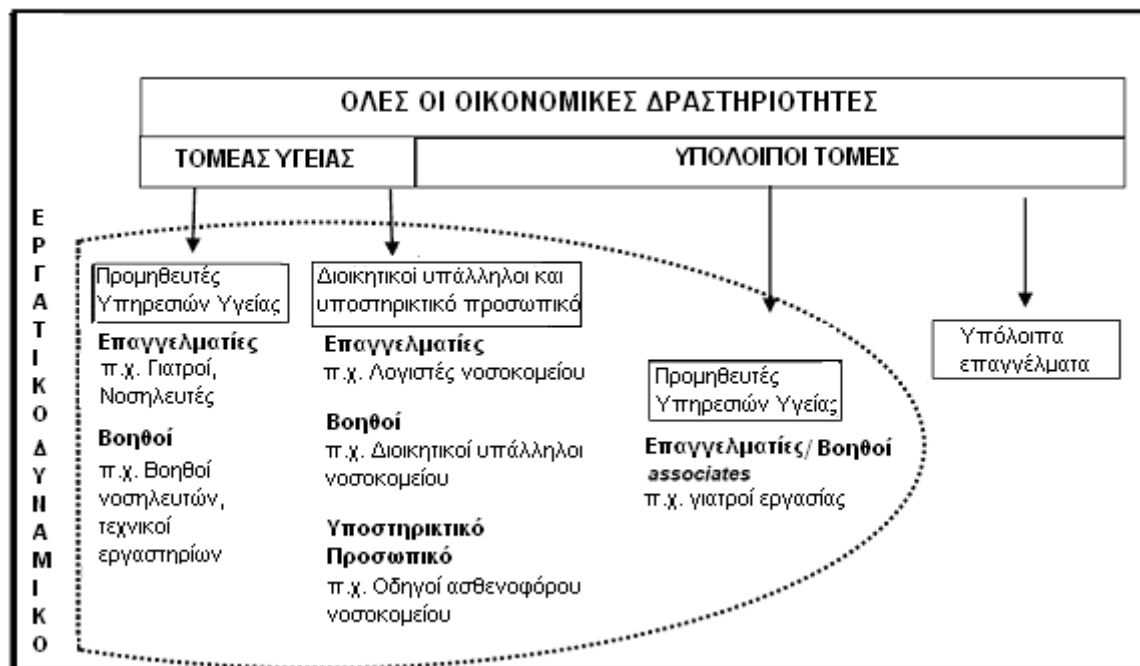 ΟΛΕΣ ΟΙ ΟΙΚΟΝΟΜΙΚΕΣ ΔΡΑΣΤΗΡΙΟΤΗΤΕΣ
ΤΟΜΕΑΣ ΥΓΕΙΑΣ
ΥΠΟΛΟΙΠΟΙ ΤΟΜΕΙΣ
ΕΡΓΑΤΙΚΟ ΔΥΝΑΜΙΚΟ
Προμηθευτές
Υπηρεσιών Υγείας
Επαγγελματίες
π.χ. Γιατροί,
Νοσηλευτές
Βοηθοί
π.χ. Βοηθοί
νοσηλευτών,
τεχνικοί
εργαστηρίων
Διοικητικοί υπάλληλοι και
υποστηρικτικό προσωπικό
Επαγγελματίες
π.χ. Λογιστές νοσοκομείου
Βοηθοί
π.χ. Διοικητικοί υπάλληλοι
νοσοκομείου
Υποστηρικτικό
Προσωπικό
π.χ. Οδηγοί ασθενοφόρου
νοσοκομείου
Προμηθευτές
Υπηρεσιών Υγείας
Επαγγελματίες/ Βοηθοί
associates
π.χ. γιατροί εργασίας
Υπόλοιπα
επαγγέλματα